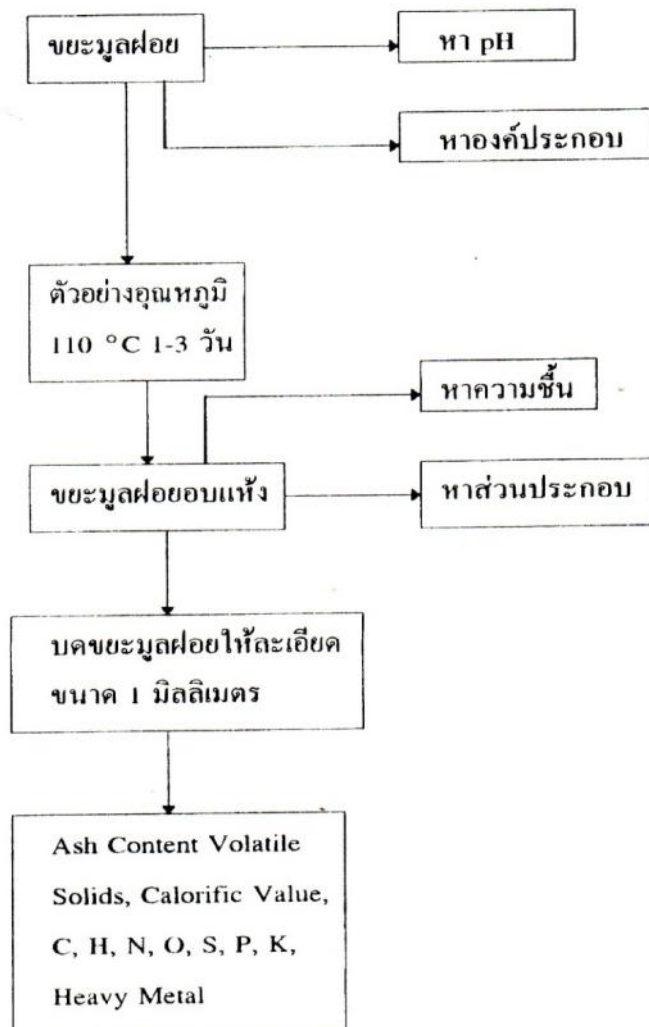 ขยะมูลฝอย
หา pH
หาองค์ประกอบ
ตัวอย่างอุณหภูมิ
110 °C 1-3 วัน
หาความชื้น
ขยะมูลฝอยอบแห้ง
หาส่วนประกอบ
บดขยะมูลฝอยให้ละเอียด
ขนาด 1 มิลลิเมตร
Ash Content Volatile
Solids, Calorific Value,
C, H, N, O, S, P, K,
Heavy Metal